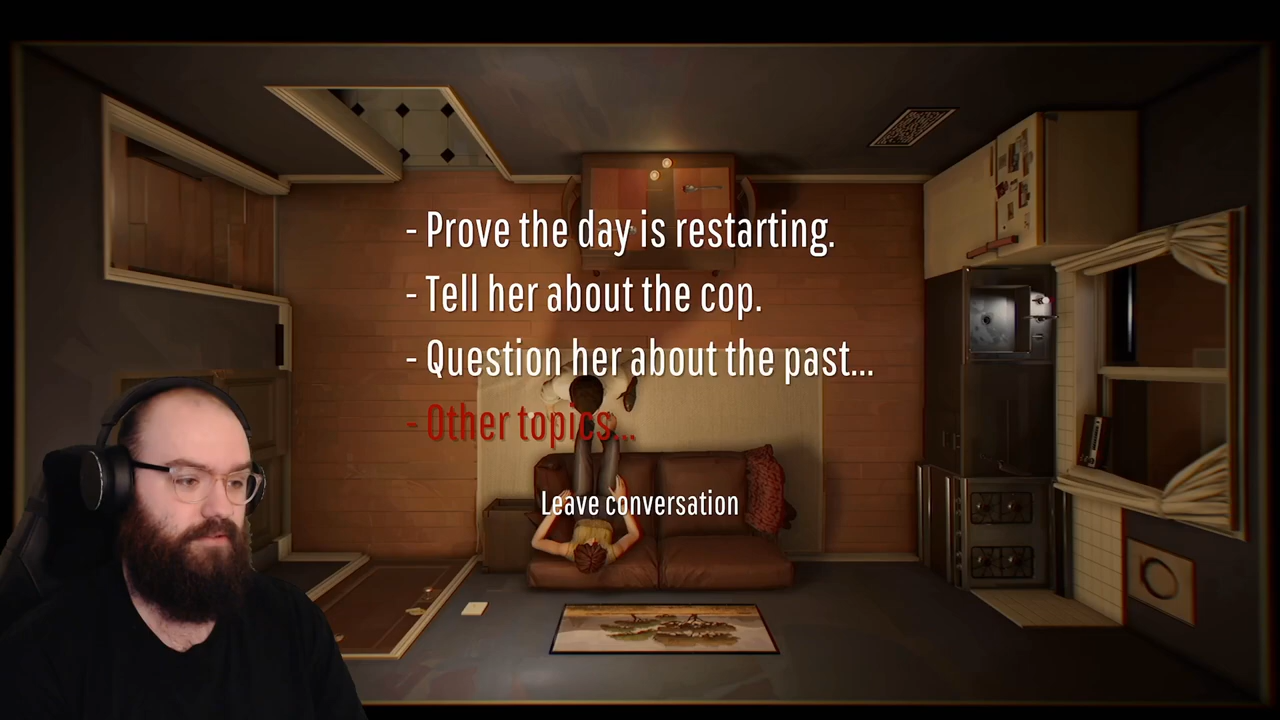 - Prove the day is restarting.
- Tell her about the cop.
- Question her about the past...
- Other topics...
Leave conversation